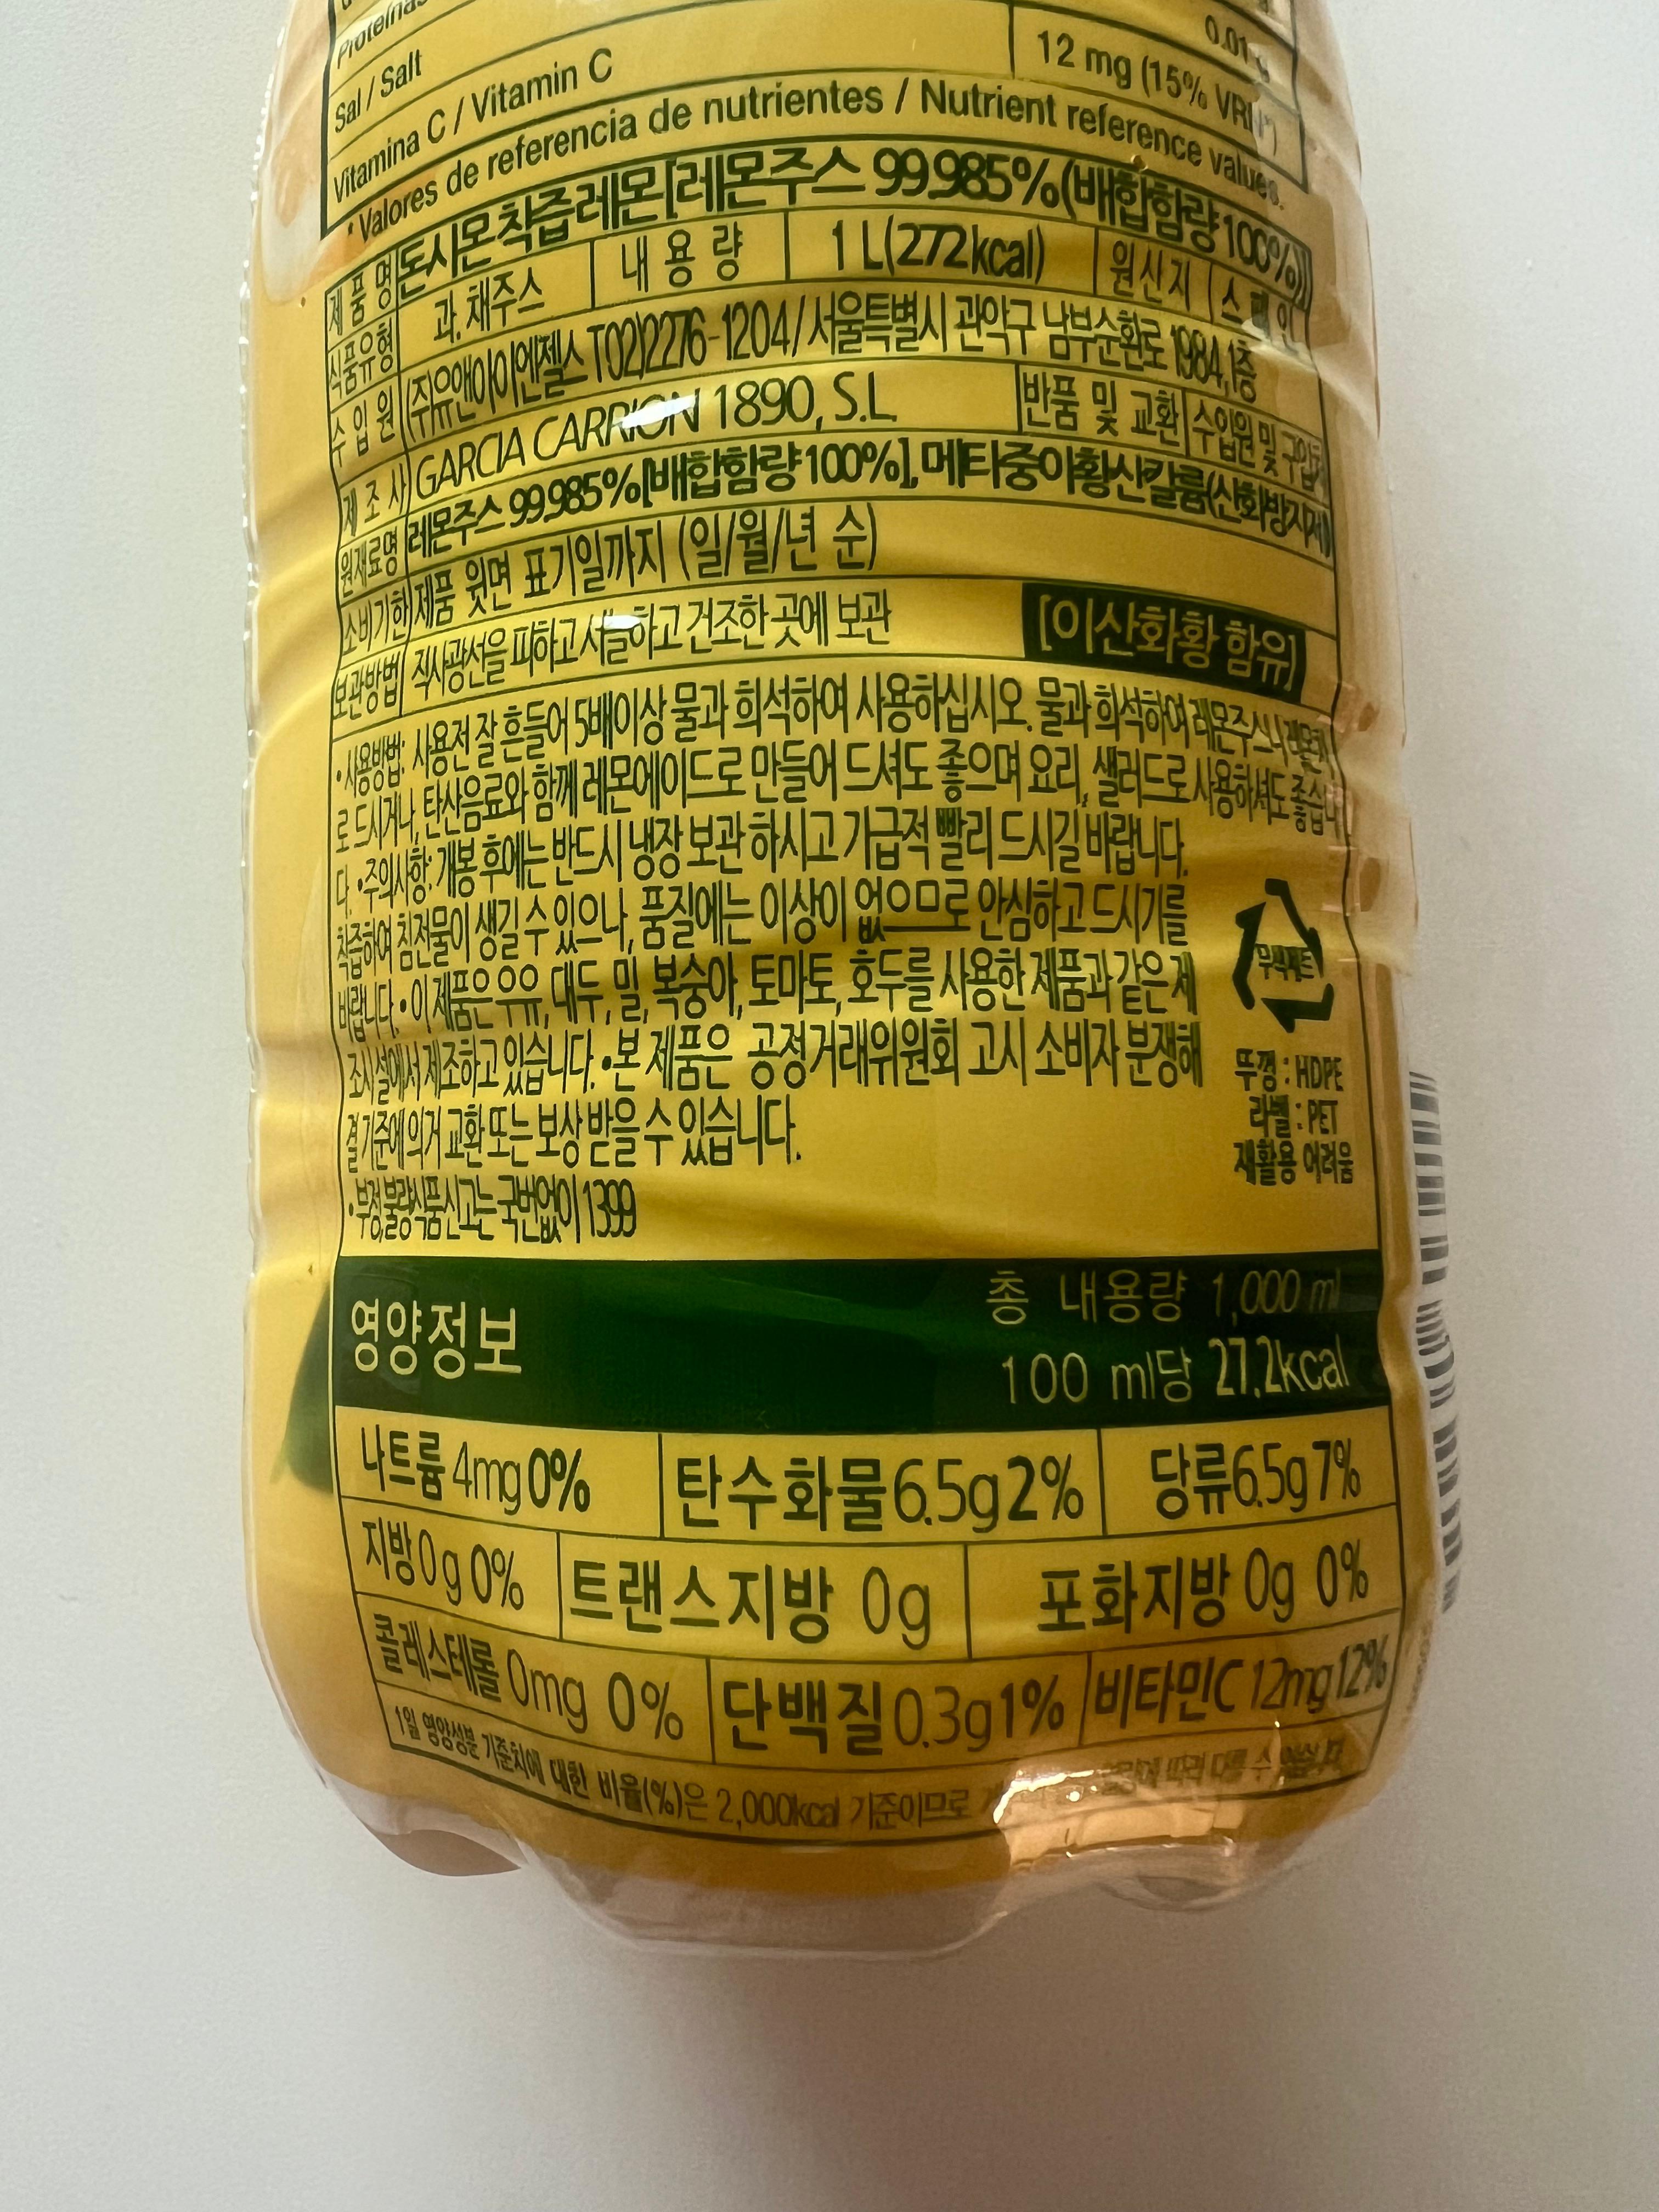 Proteínas
0.01 g
Sal / Salt
12 mg (15% VRN*)
Vitamina C / Vitamin C
* Valores de referencia de nutrientes / Nutrient reference values.
제품명 돈시몬착즙레몬[레몬주스 99.985%(배합함량100%)]
식품유형 과.채주스 내용량 1 L(272kcal) 원산지 스페인
수입원 (주)유앤아이엔젤스 T02)2276-1204/ 서울특별시 관악구 남부순환로 1984,1층
제조사 GARCIA CARRION 1890, S.L 반품 및 교환 수입원 및 구입처
원재료명 레몬주스 99.985%[배합함량100%], 메타중아황산칼륨(산화방지제)
소비기한 제품 윗면 표기일까지 (일/월/년 순)
보관방법 직사광선을 피하고 서늘하고 건조한 곳에 보관 [이산화황 함유]
•사용방법: 사용전 잘 흔들어 5배이상 물과 희석하여 사용하십시오. 물과 희석하여 레몬주스나
로 드시거나, 탄산음료와 함께 레몬에이드로 만들어 드셔도 좋으며 요리, 샐러드로 사용하셔도 좋습니
다. •주의사항: 개봉 후에는 반드시 냉장 보관 하시고 가급적 빨리 드시길 바랍니다.
착즙하여 침전물이 생길 수 있으나, 품질에는 이상이 없으므로 안심하고 드시기를
바랍니다. •이 제품은 우유, 대두, 밀, 복숭아, 토마토, 호두를 사용한 제품과 같은 제
조시설에서 제조하고 있습니다. •본 제품은 공정거래위원회 고시 소비자 분쟁해
결 기준에 의거 교환 또는 보상 받을 수 있습니다.
•부정,불량식품신고는 국번없이 1399
무색페트
뚜껑 : HDPE
라벨 : PET
재활용 어려움
영양정보
총 내용량 1,000 ml
100 ml당 27.2kcal
나트륨 4mg 0% 탄수화물 6.5g 2% 당류 6.5g 7%
지방 0g 0% 트랜스지방 0g 포화지방 0g 0%
콜레스테롤 0mg 0% 단백질 0.3g 1% 비타민C 12mg 12%
1일 영양성분 기준치에 대한 비율(%)은 2,000kcal 기준이므로 따라 다를 수 있습니다.